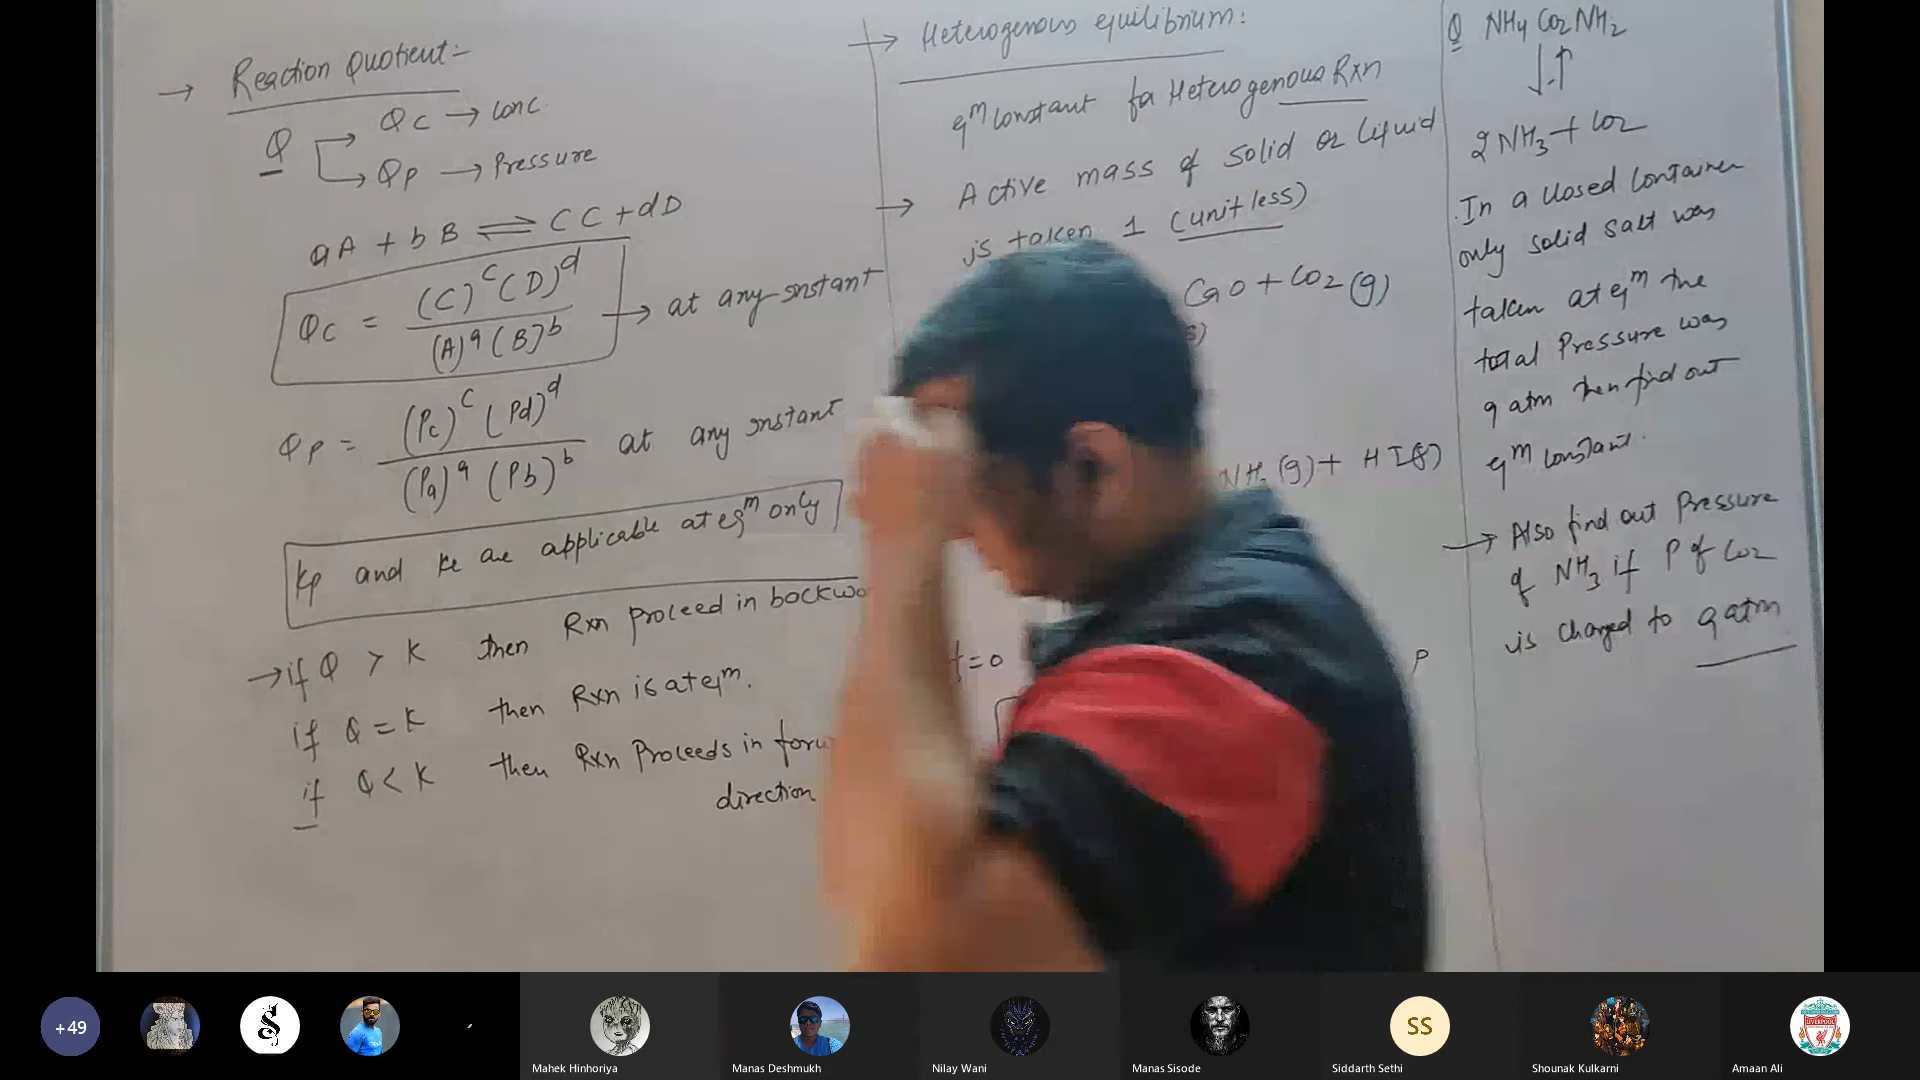 → Reaction Quotient:-
Q → Qc → conc
→ Qp → Pressure
aA + bB ⇌ cC + dD
Qc = (C)^c (D)^d / (A)^a (B)^b → at any instant
Qp = (Pc)^c (Pd)^d / (Pa)^a (Pb)^b at any instant
Kp and Kc are applicable at eq^m only
→ if Q > K then Rxn proceed in backwa
if Q = K then Rxn is at eq^m.
if Q < K then Rxn Proceeds in forw
direction
→ Heterogenous equilibrium:
eq^m constant for Heterogenous Rxn
→ Active mass of solid or liquid
is taken 1 (unitless)
CaO + CO2 (g)
(g) + HI(g)
t=0
P
Q NH4 CO2 NH2
↓↑
2NH3 + CO2
In a closed container
only solid salt was
taken at eq^m the
total Pressure was
9 atm then find out
eq^m constant.
→ Also find out Pressure
of NH3 if P of CO2
is changed to 9 atm
+49
Mahek Hinhoriya
Manas Deshmukh
Nilay Wani
Manas Sisode
SS
Siddarth Sethi
Shounak Kulkarni
LIVERPOOL
Amaan Ali